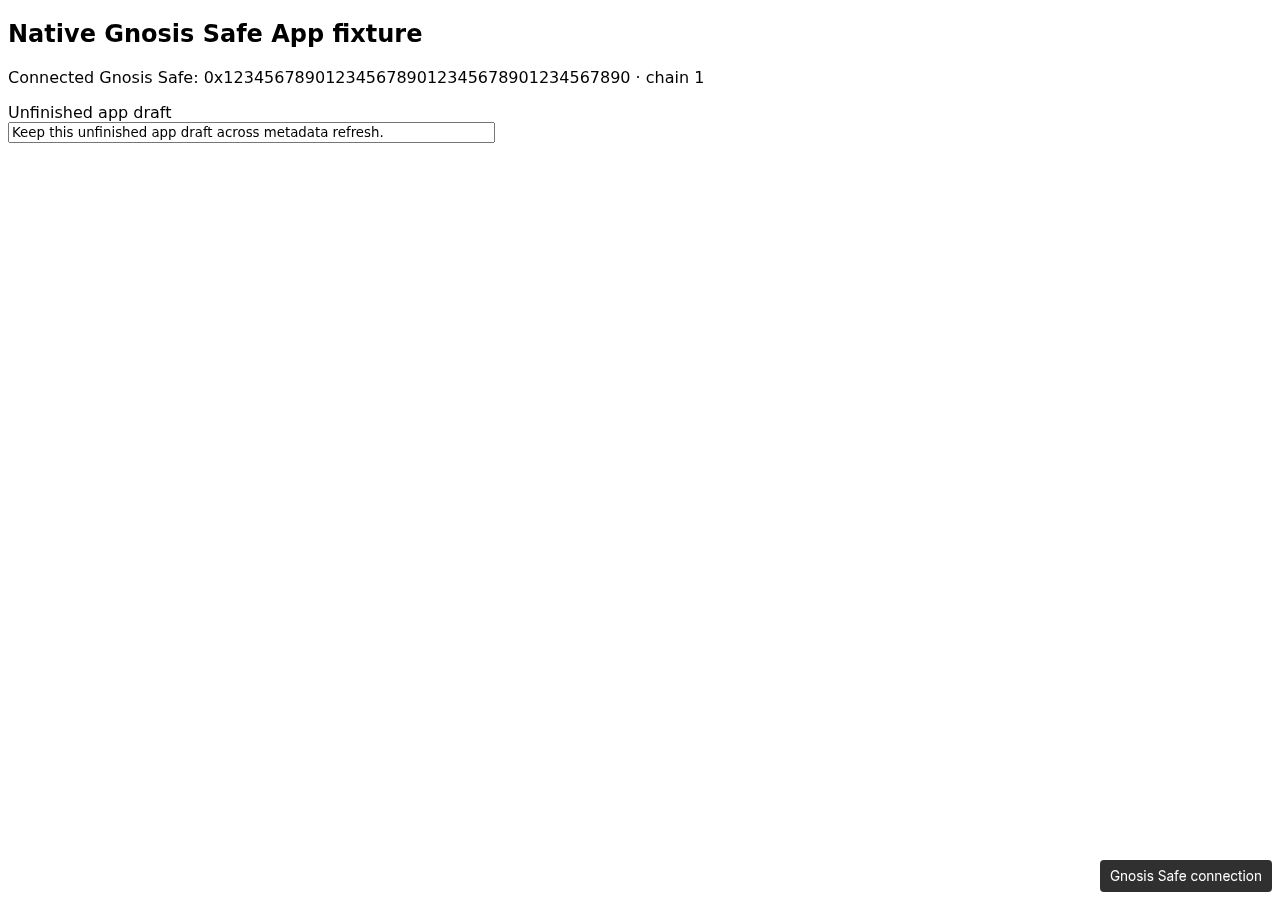 Native Gnosis Safe App fixture
Connected Gnosis Safe: 0x1234567890123456789012345678901234567890 · chain 1
Unfinished app draft
Keep this unfinished app draft across metadata refresh.
Gnosis Safe connection